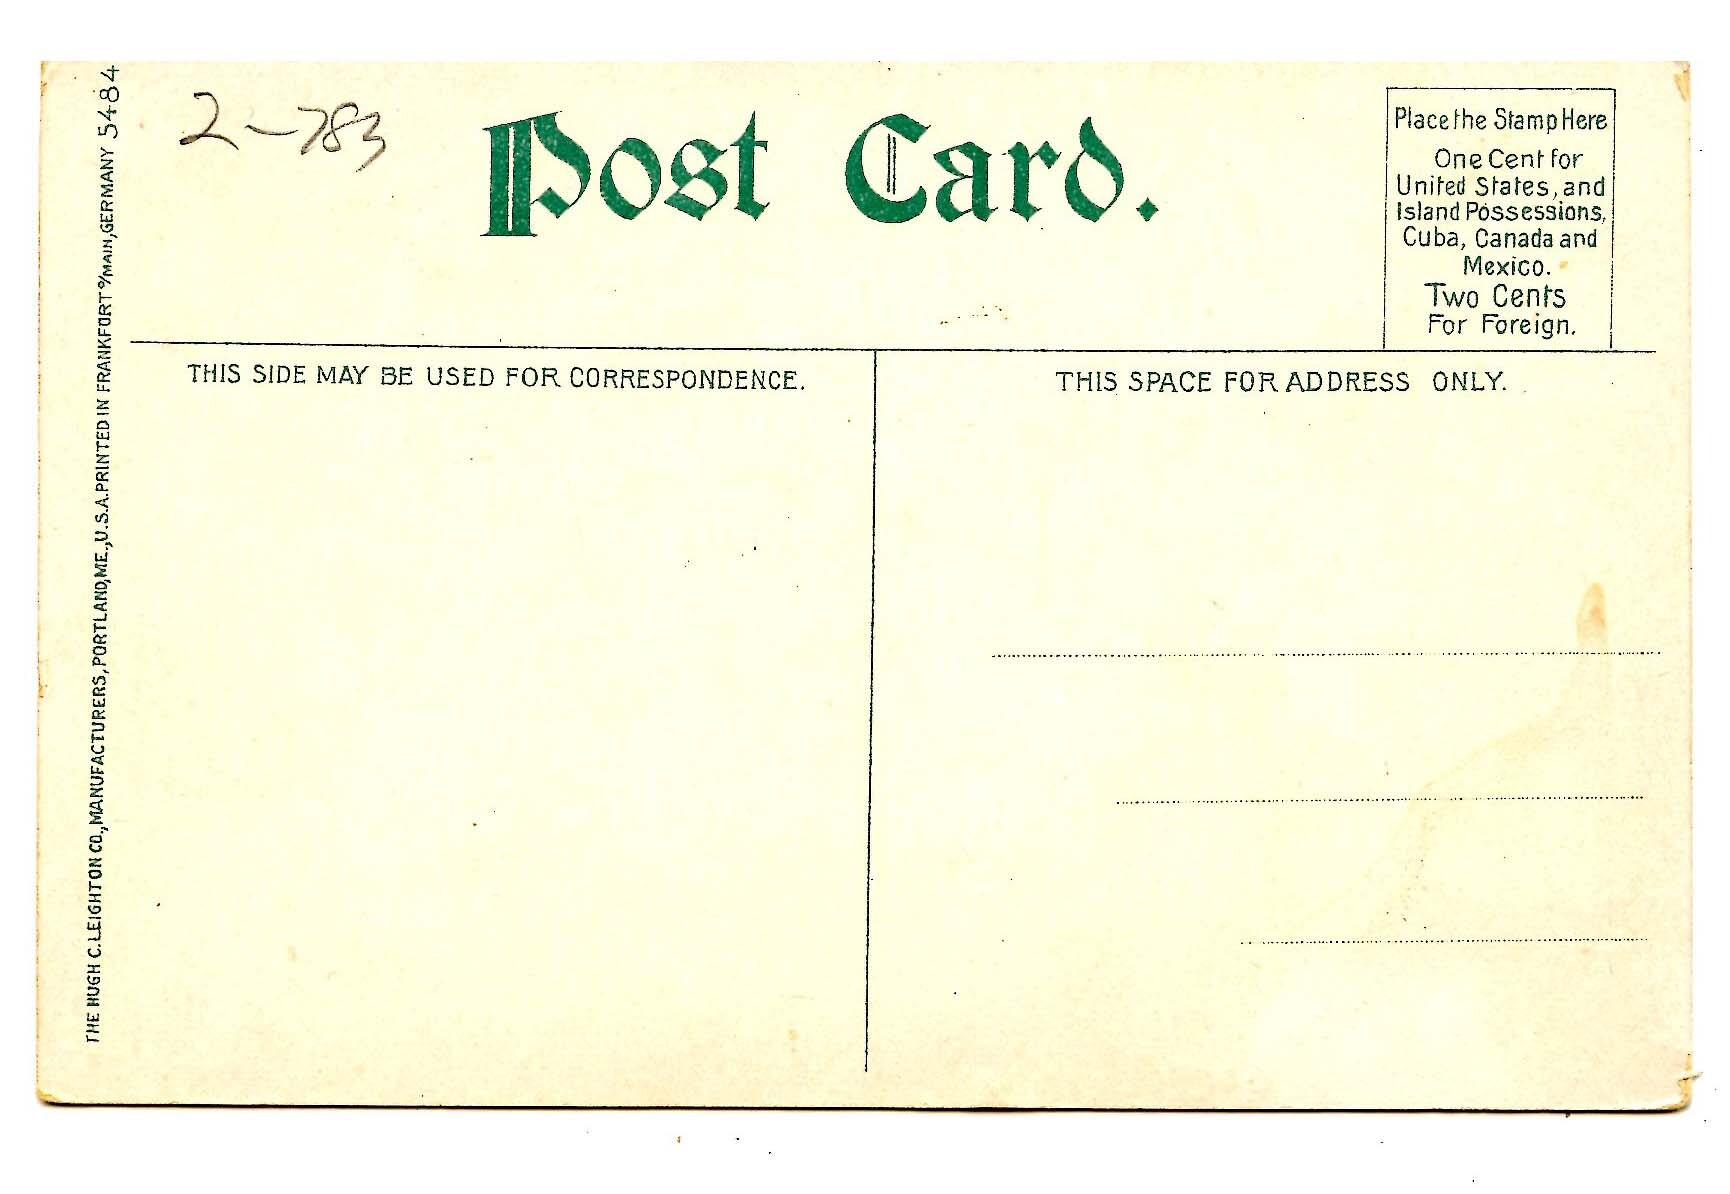 2-783
Post Card.
Place the Stamp Here
One Cent for
United States, and
Island Possessions,
Cuba, Canada and
Mexico.
Two Cents
For Foreign.
THIS SIDE MAY BE USED FOR CORRESPONDENCE.
THIS SPACE FOR ADDRESS ONLY.
THE HUGH C. LEIGHTON CO., MANUFACTURERS, PORTLAND, ME., U.S.A. PRINTED IN FRANKFORT o/MAIN, GERMANY 5484